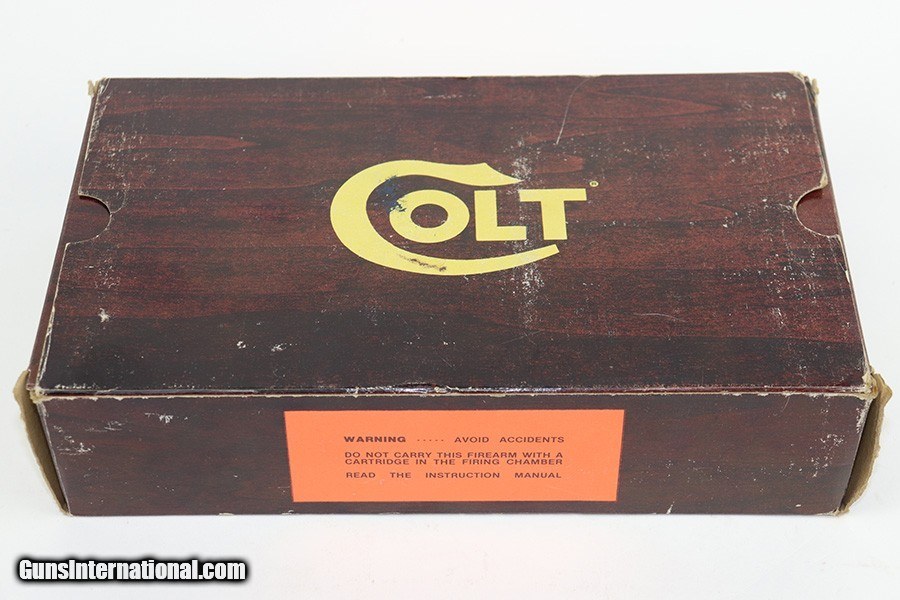 COLT®
WARNING ····· AVOID ACCIDENTS
DO NOT CARRY THIS FIREARM WITH A
CARTRIDGE IN THE FIRING CHAMBER
READ THE INSTRUCTION MANUAL
GunsInternational.com